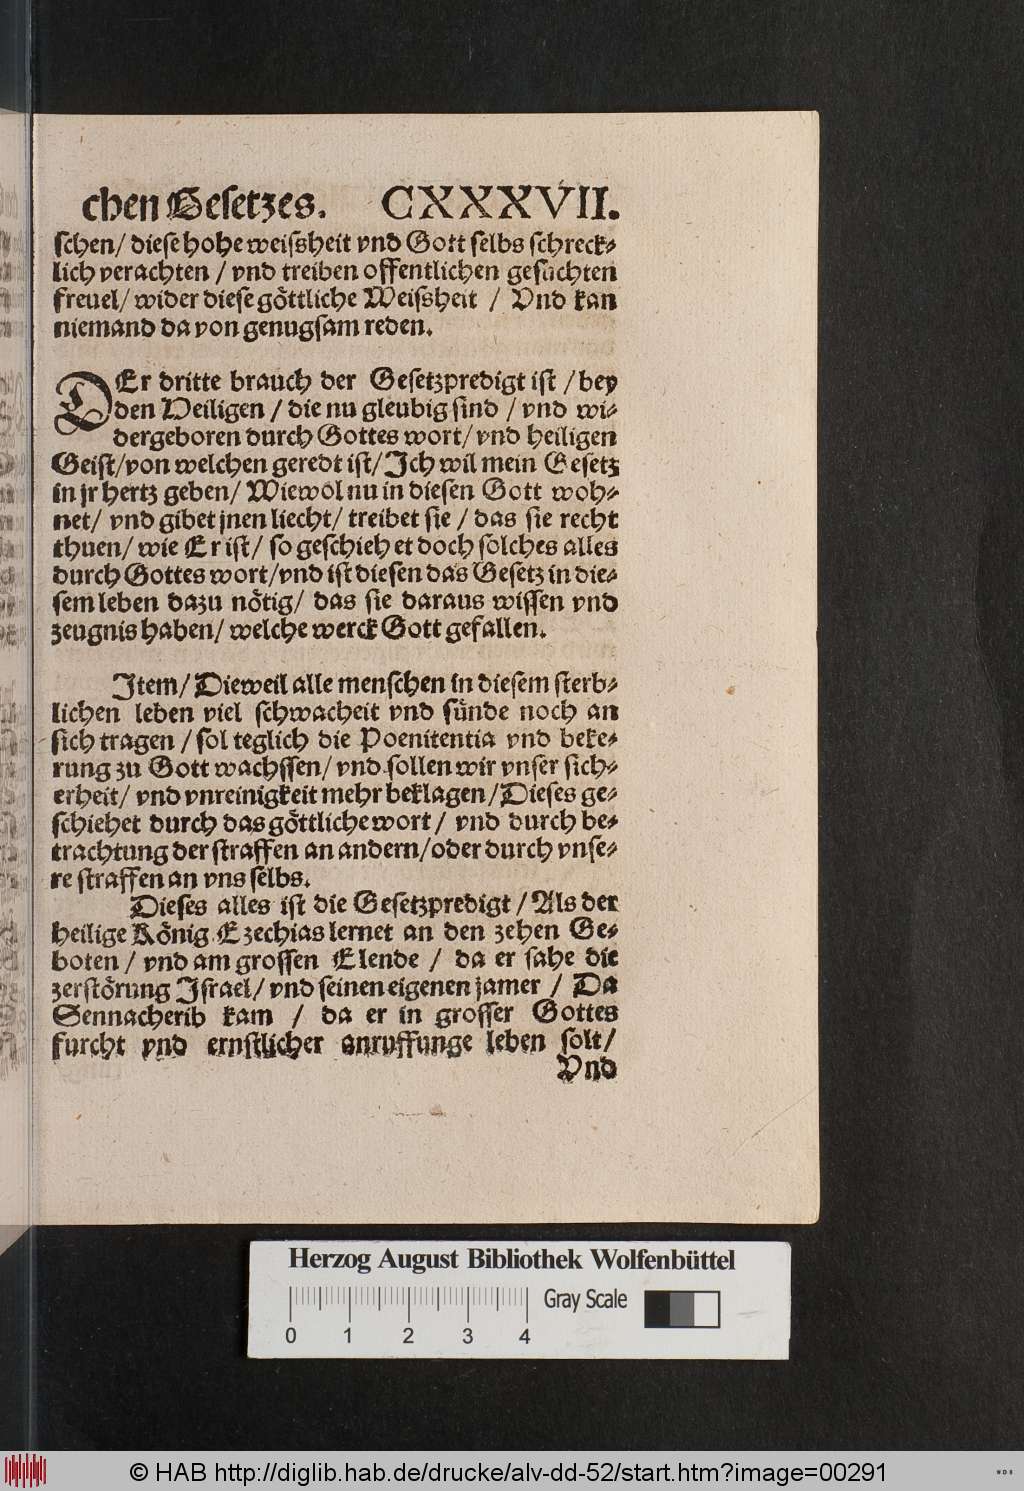 chen Gesetzes. CXXXVII.
schen/ diese hohe weissheit vnd Gott selbs schreck-
lich verachten / vnd treiben offentlichen gesuchten
freuel/ wider diese göttliche Weissheit / Vnd kan
niemand da von genugsam reden.
DEr dritte brauch der Gesetzpredigt ist / bey
den Heiligen / die nu gleubig sind / vnd wi-
dergeboren durch Gottes wort/ vnd heiligen
Geist/ von welchen geredt ist/ Ich wil mein Gesetz
in jr hertz geben/ Wiewol nu in diesen Gott woh-
net/ vnd gibet jnen liecht/ treibet sie / das sie recht
thuen/ wie Er ist/ so geschieh et doch solches alles
durch Gottes wort/ vnd ist diesen das Gesetz in die-
sem leben dazu nötig/ das sie daraus wissen vnd
zeugnis haben/ welche werck Gott gefallen.
Item/ Dieweil alle menschen in diesem sterb-
lichen leben viel schwacheit vnd sünde noch an
sich tragen / sol teglich die Poenitentia vnd beke-
rung zu Gott wachssen/ vnd sollen wir vnser sich-
erheit/ vnd vnreinigkeit mehr beklagen/ Dieses ge-
schiehet durch das göttliche wort/ vnd durch be-
trachtung der straffen an andern/ oder durch vnse-
re straffen an vns selbs.
Dieses alles ist die Gesetzpredigt / Als der
heilige König Ezechias lernet an den zehen Ge-
boten / vnd am grossen Elende / da er sahe die
zerstörung Israel/ vnd seinen eigenen jamer / Da
Sennacherib kam / da er in grosser Gottes
furcht vnd ernstlicher anruffunge leben solt/
Vnd
Herzog August Bibliothek Wolfenbüttel
Gray Scale
0 1 2 3 4
© HAB http://diglib.hab.de/drucke/alv-dd-52/start.htm?image=00291